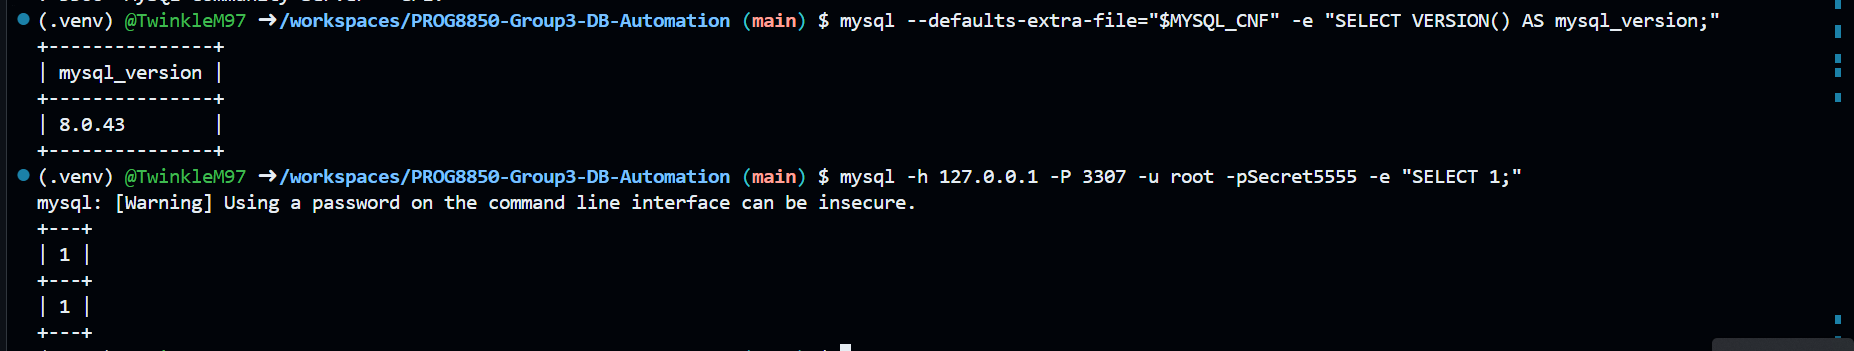 (.venv) @TwinkleM97 ➜/workspaces/PROG8850-Group3-DB-Automation (main) $ mysql --defaults-extra-file="$MYSQL_CNF" -e "SELECT VERSION() AS mysql_version;"
+---------------+
| mysql_version |
+---------------+
| 8.0.43        |
+---------------+
(.venv) @TwinkleM97 ➜/workspaces/PROG8850-Group3-DB-Automation (main) $ mysql -h 127.0.0.1 -P 3307 -u root -pSecret5555 -e "SELECT 1;"
mysql: [Warning] Using a password on the command line interface can be insecure.
+---+
| 1 |
+---+
| 1 |
+---+